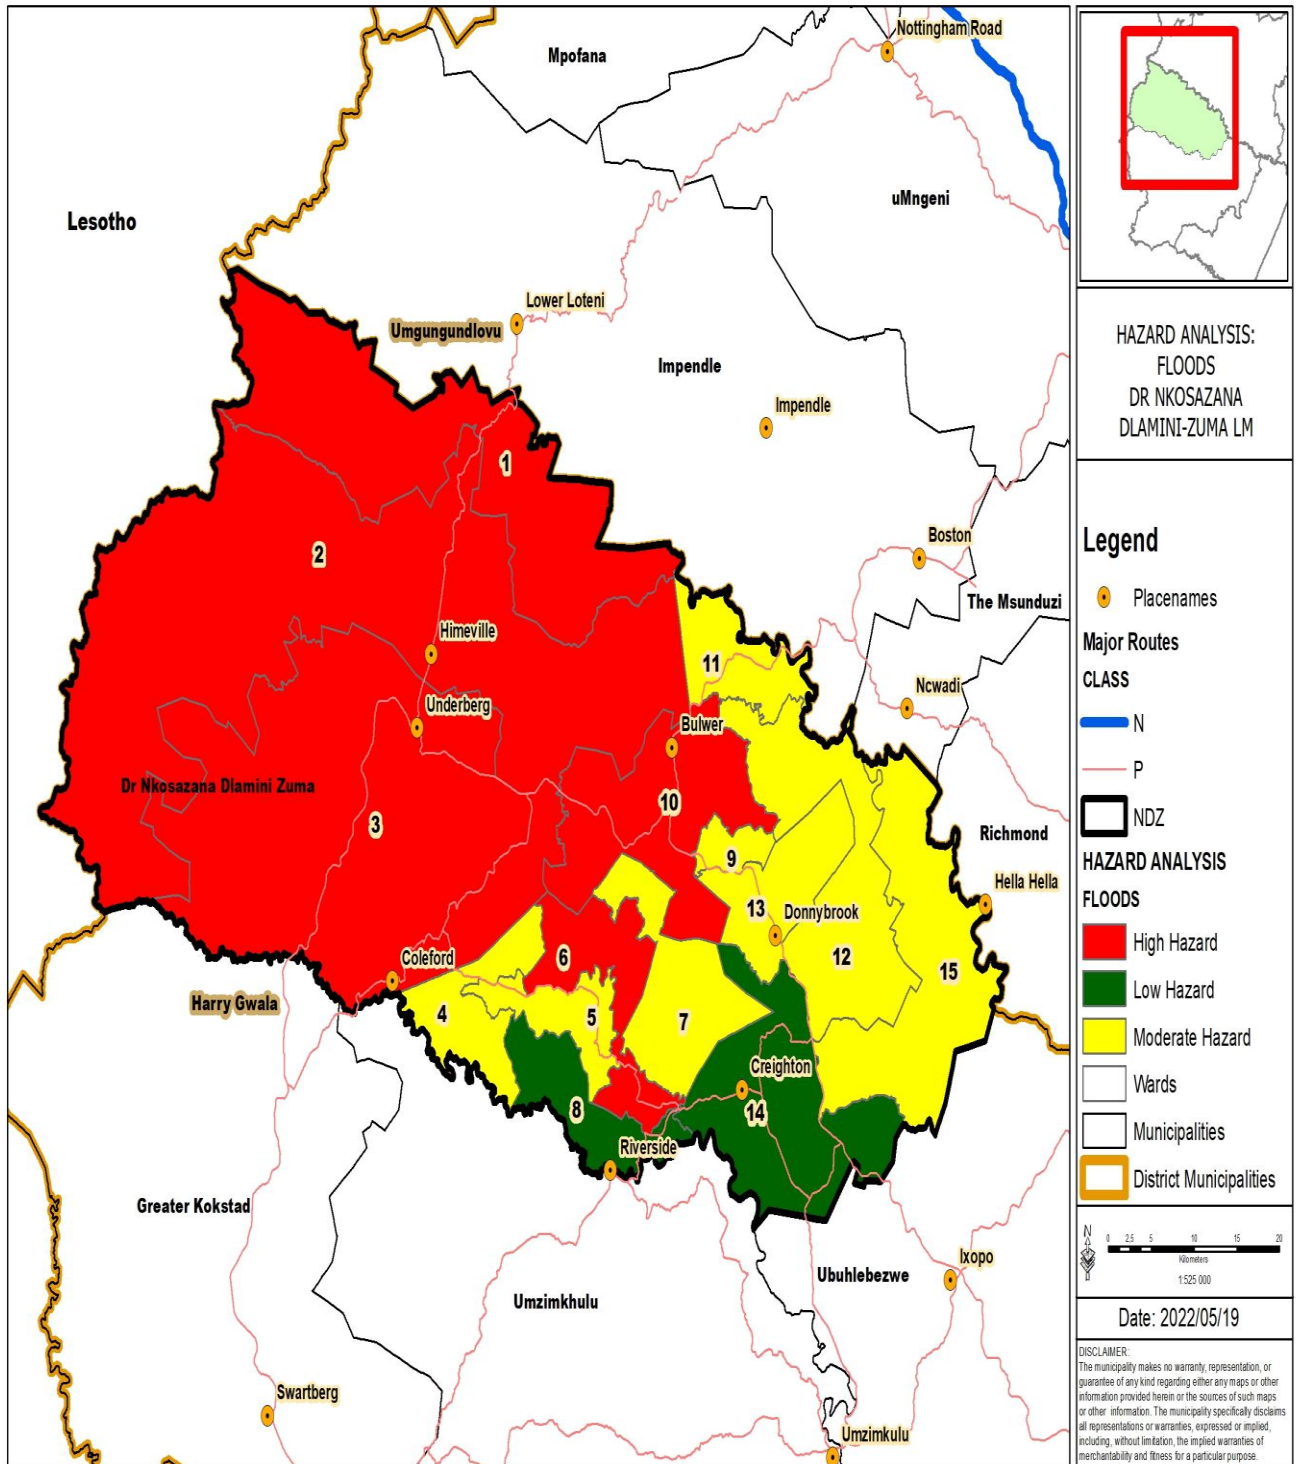 Nottingham Road
Mpofana
uMngeni
Lesotho
Lower Loteni
Umgungundlovu
Impendle
Impendle
1
2
Boston
The Msunduzi
Himeville
11
Ncwadi
Underberg
Bulwer
Dr Nkosazana Dlamini Zuma
3
10
Richmond
9
Hella Hella
13
Donnybrook
Coleford
6
12
15
Harry Gwala
4
5
7
Creighton
8
14
Riverside
Greater Kokstad
Ubuhlebezwe
Ixopo
Umzimkhulu
Swartberg
Umzimkulu
HAZARD ANALYSIS:
FLOODS
DR NKOSAZANA
DLAMINI-ZUMA LM
Legend
Placenames
Major Routes
CLASS
N
P
NDZ
HAZARD ANALYSIS
FLOODS
High Hazard
Low Hazard
Moderate Hazard
Wards
Municipalities
District Municipalities
N
0 2,5 5 10 15 20
Kilometers
1:525 000
Date: 2022/05/19
DISCLAIMER:
The municipality makes no warranty, representation, or
guarantee of any kind regarding either any maps or other
information provided herein or the sources of such maps
or other information. The municipality specifically disclaims
all representations or warranties, expressed or implied,
including, without limitation, the implied warranties of
merchantability and fitness for a particular purpose.